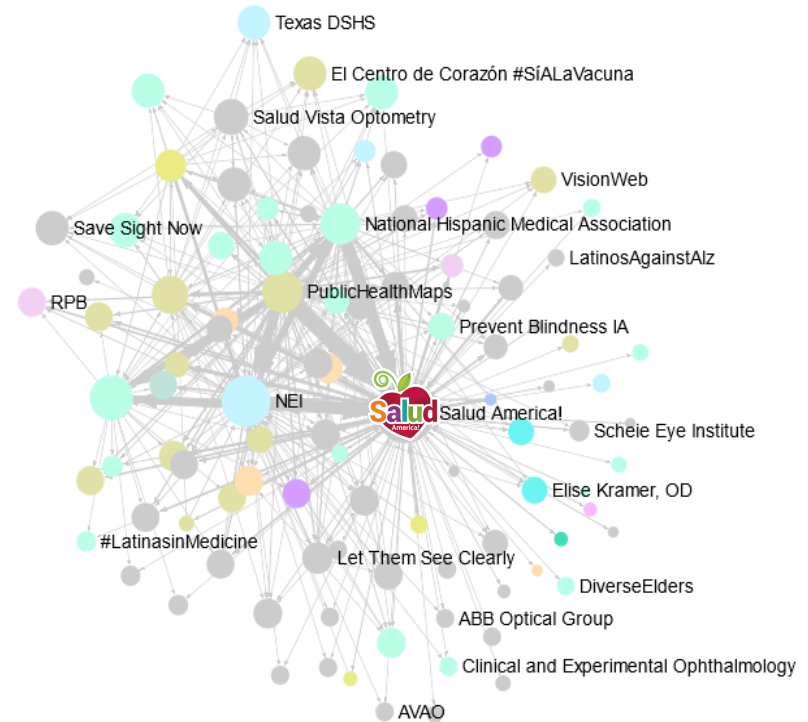 Texas DSHS
El Centro de Corazón #SíALaVacuna
Salud Vista Optometry
VisionWeb
National Hispanic Medical Association
Save Sight Now
LatinosAgainstAlz
PublicHealthMaps
RPB
Prevent Blindness IA
NEI
Salud
America!
Salud America!
Scheie Eye Institute
Elise Kramer, OD
#LatinasinMedicine
Let Them See Clearly
DiverseElders
ABB Optical Group
Clinical and Experimental Ophthalmology
AVAO